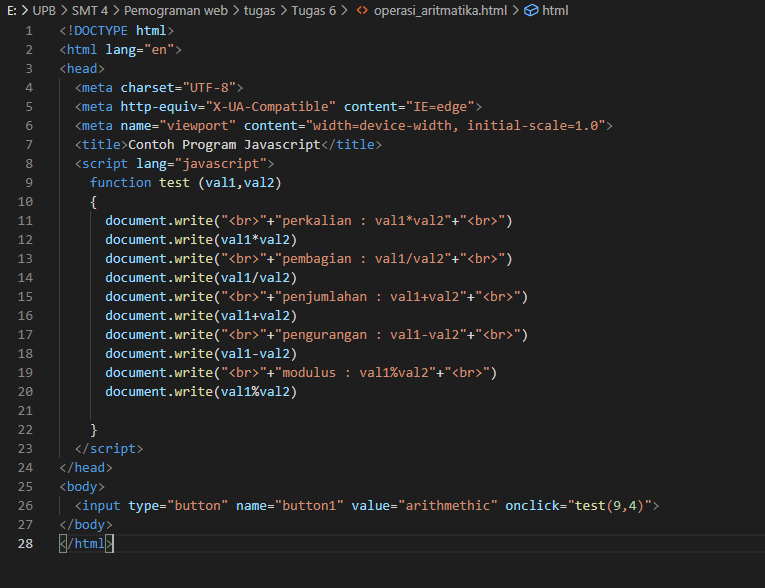 E: > UPB > SMT 4 > Pemograman web > tugas > Tugas 6 > <> operasi_aritmatika.html > html
1 <!DOCTYPE html>
2 <html lang="en">
3 <head>
4   <meta charset="UTF-8">
5   <meta http-equiv="X-UA-Compatible" content="IE=edge">
6   <meta name="viewport" content="width=device-width, initial-scale=1.0">
7   <title>Contoh Program Javascript</title>
8   <script lang="javascript">
9     function test (val1,val2)
10     {
11       document.write("<br>"+"perkalian : val1*val2"+"<br>")
12       document.write(val1*val2)
13       document.write("<br>"+"pembagian : val1/val2"+"<br>")
14       document.write(val1/val2)
15       document.write("<br>"+"penjumlahan : val1+val2"+"<br>")
16       document.write(val1+val2)
17       document.write("<br>"+"pengurangan : val1-val2"+"<br>")
18       document.write(val1-val2)
19       document.write("<br>"+"modulus : val1%val2"+"<br>")
20       document.write(val1%val2)
21
22     }
23   </script>
24 </head>
25 <body>
26   <input type="button" name="button1" value="arithmethic" onclick="test(9,4)">
27 </body>
28 </html>